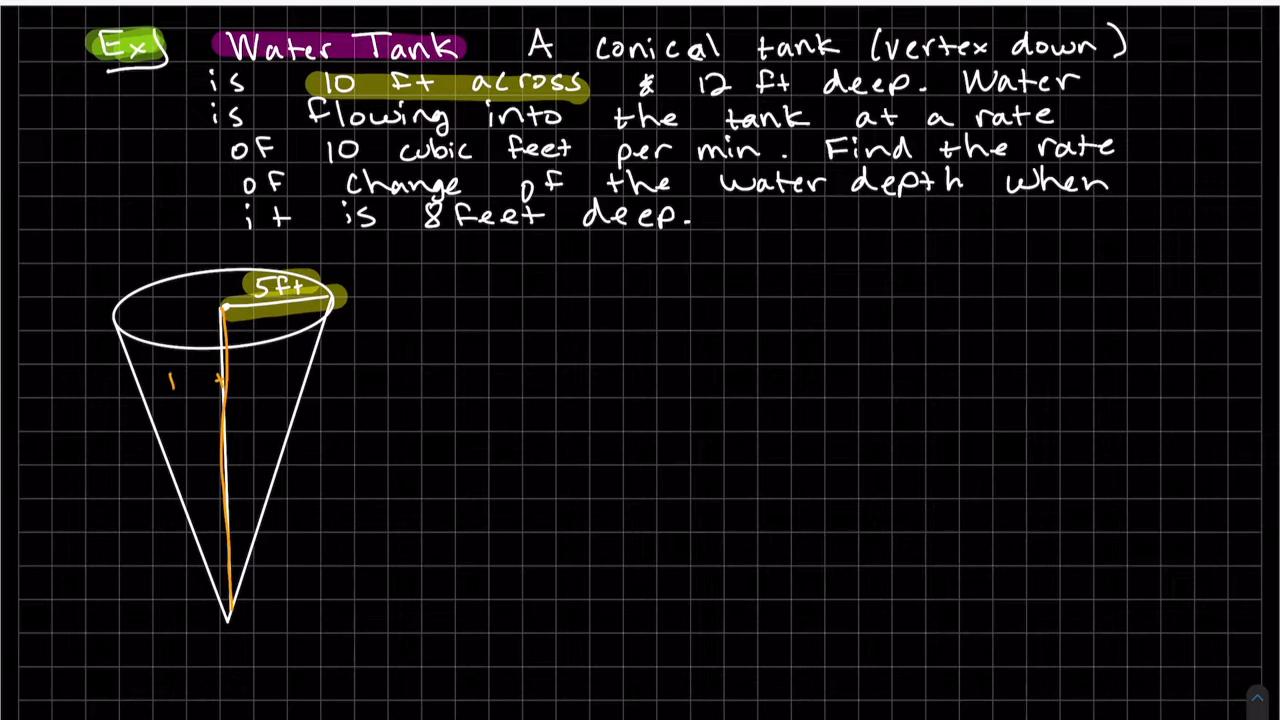 Ex) Water Tank A conical tank (vertex down)
is 10 ft across & 12 ft deep. Water
is flowing into the tank at a rate
of 10 cubic feet per min. Find the rate
of change of the water depth when
it is 8 feet deep.
5ft